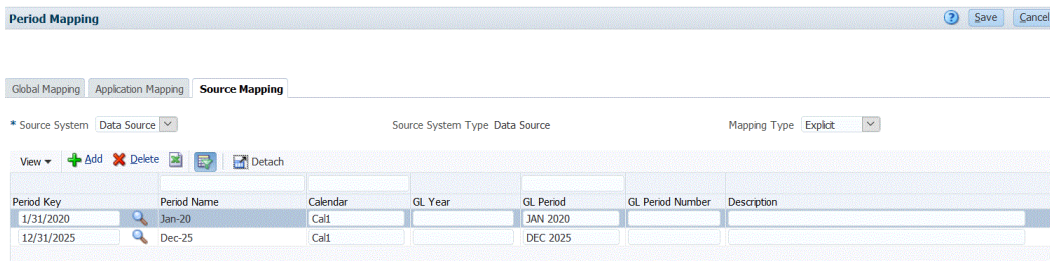 Period Mapping
Save Cancel
Global Mapping Application Mapping Source Mapping
* Source System Data Source Source System Type Data Source Mapping Type Explicit
View Add Delete Detach
Period Key Period Name Calendar GL Year GL Period GL Period Number Description
1/31/2020 Jan-20 Cal1 JAN 2020
12/31/2025 Dec-25 Cal1 DEC 2025